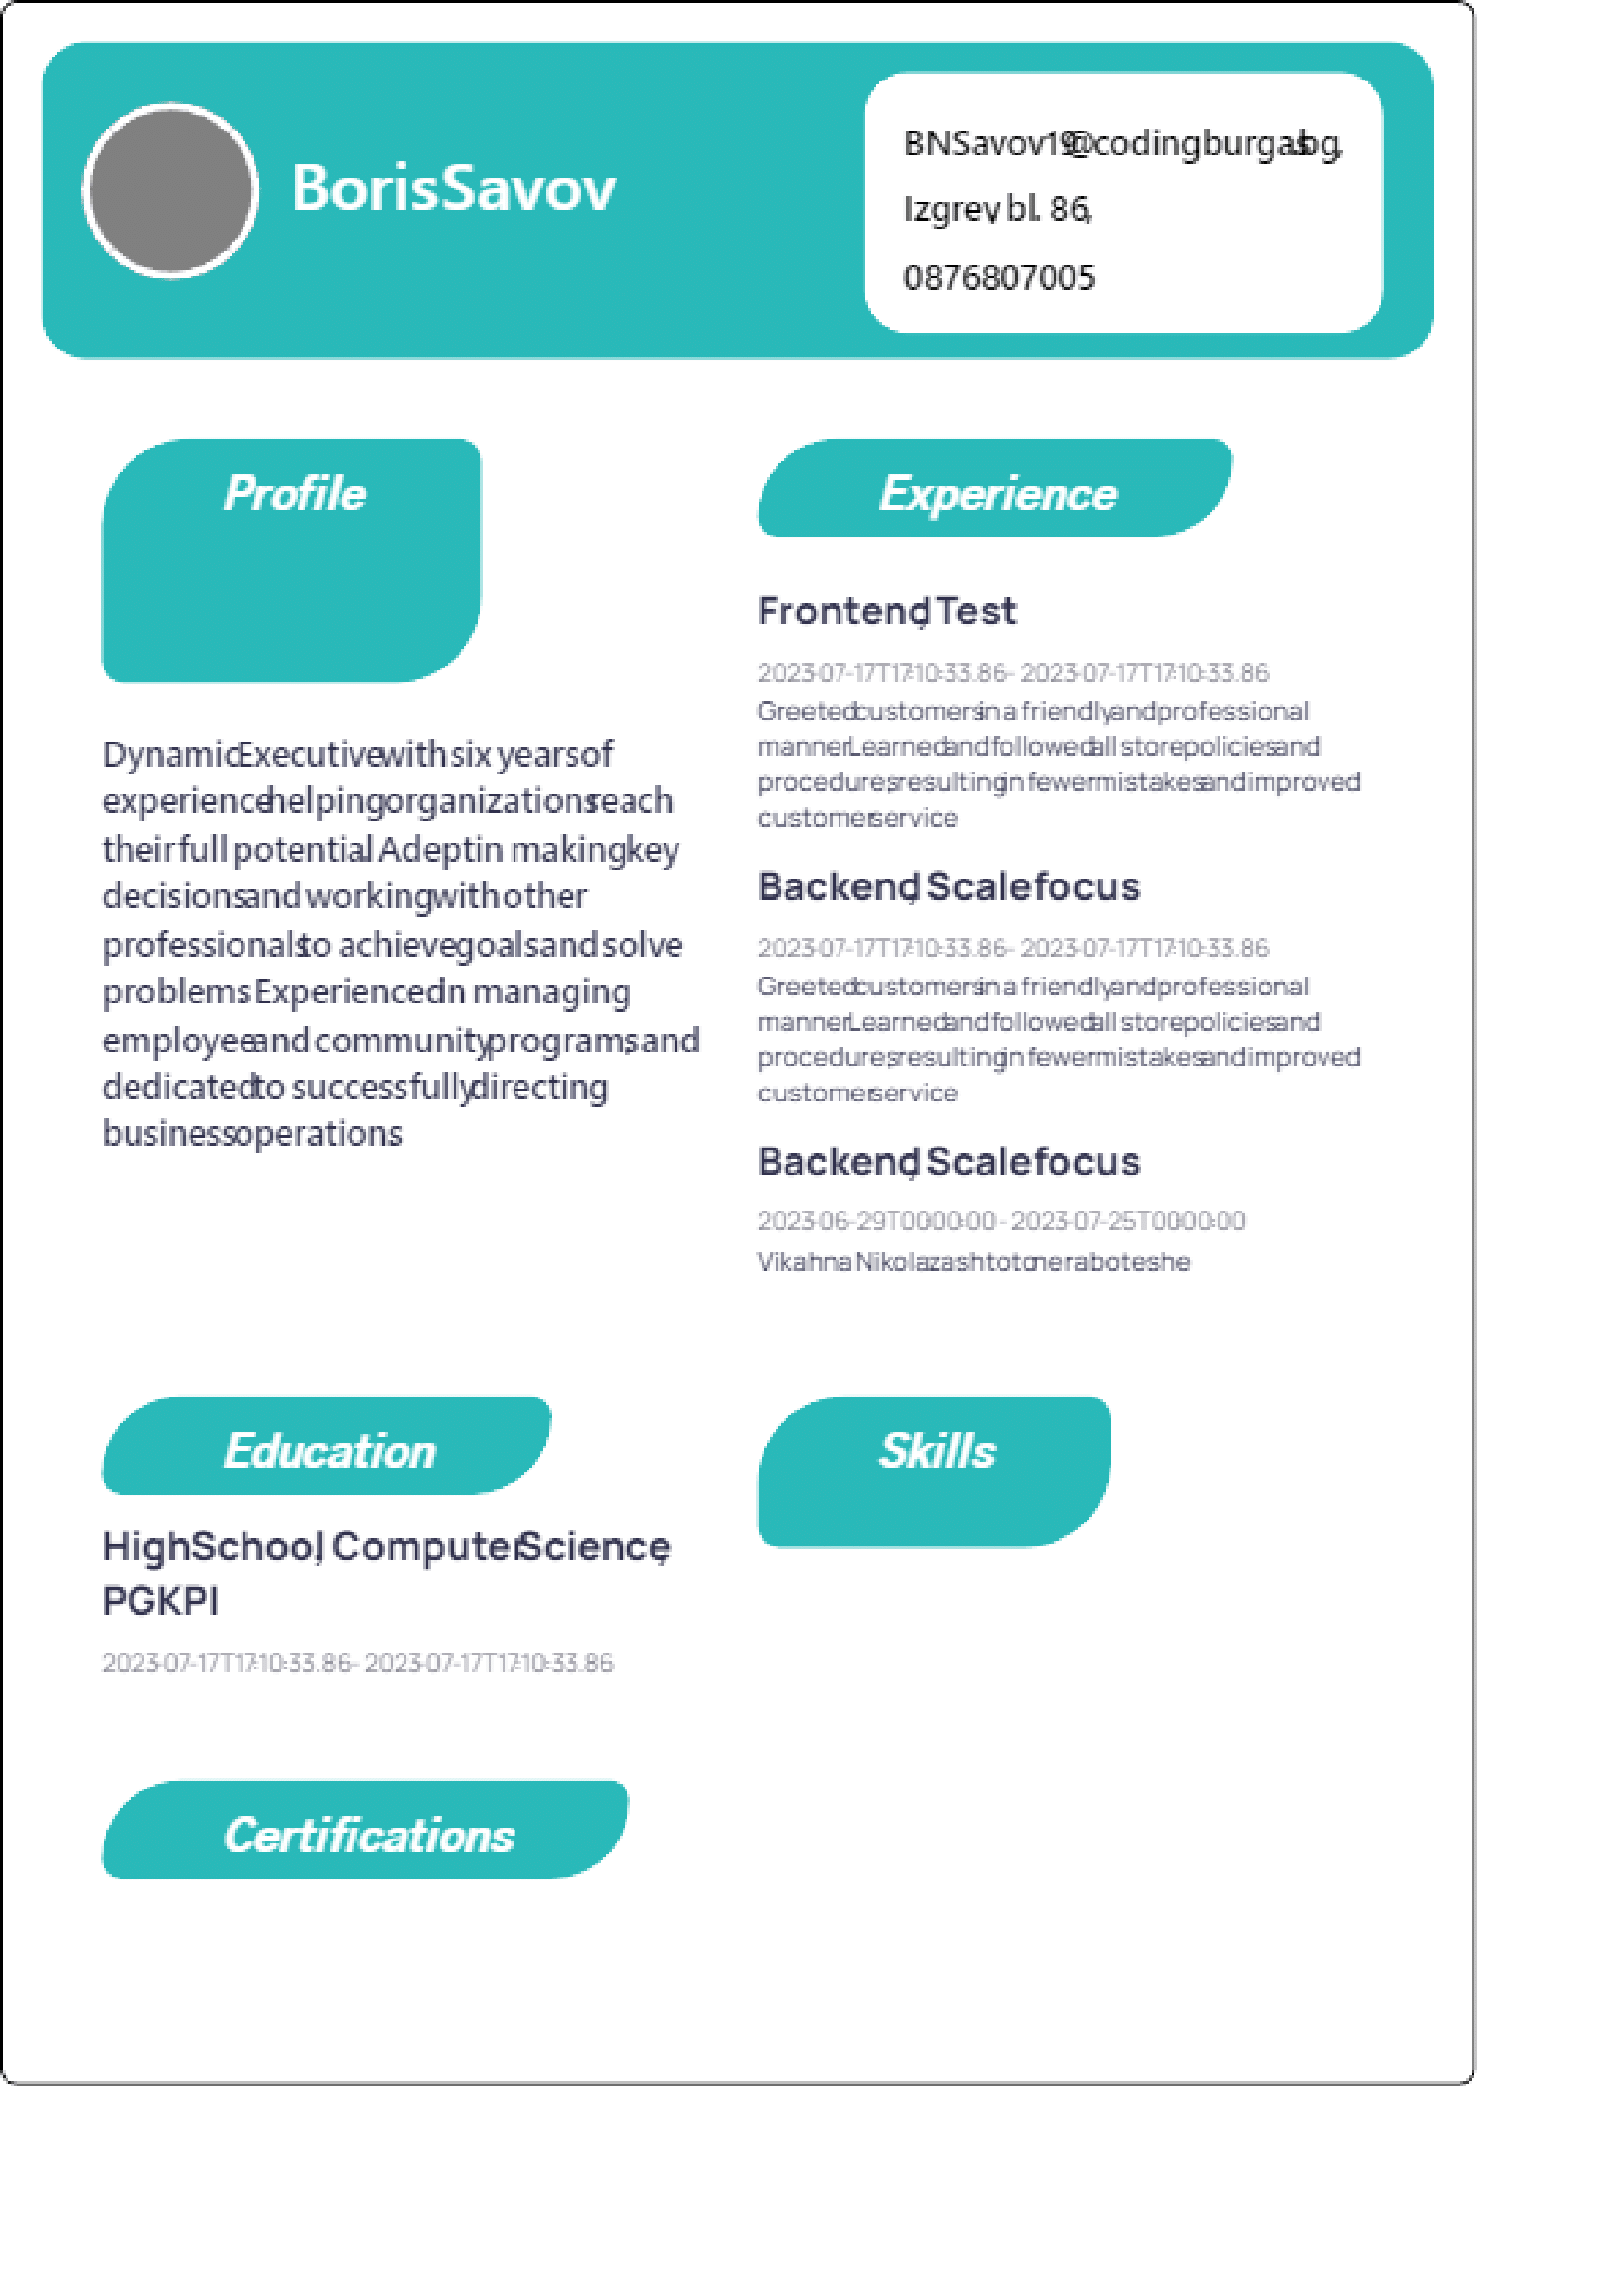 Boris Savov
BNSavov19@codingburgas.bg,
Izgrev bl. 86,
0876807005
Profile
Dynamic Executive with six years of
experience helping organizations reach
their full potential. Adept in making key
decisions and working with other
professionals to achieve goals and solve
problems. Experienced in managing
employee and community programs, and
dedicated to successfully directing
business operations
Experience
Frontend, Test
2023-07-17T17:10:33.86 - 2023-07-17T17:10:33.86
Greeted customers in a friendly and professional
manner.Learned and followed all store policies and
procedures, resulting in fewer mistakes and improved
customer service
Backend, Scalefocus
2023-07-17T17:10:33.86 - 2023-07-17T17:10:33.86
Greeted customers in a friendly and professional
manner.Learned and followed all store policies and
procedures, resulting in fewer mistakes and improved
customer service
Backend, Scalefocus
2023-06-29T00:00:00 - 2023-07-25T00:00:00
Vikahna Nikola zashtoto ne raboteshe
Education
High School, Computer Science,
PGKPI
2023-07-17T17:10:33.86 - 2023-07-17T17:10:33.86
Skills
Certifications